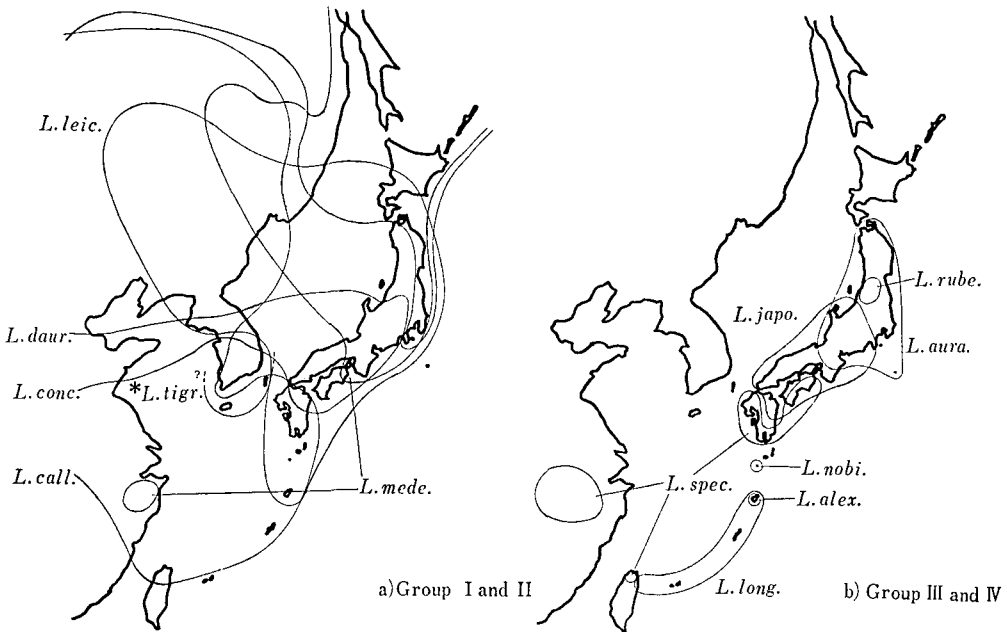 L. leic.
L. daur.
L. conc.
?
*L. tigr.
L. call.
L. mede.
a) Group I and II
L. rube.
L. japo.
L. aura.
L. nobi.
L. spec.
L. alex.
L. long.
b) Group III and IV